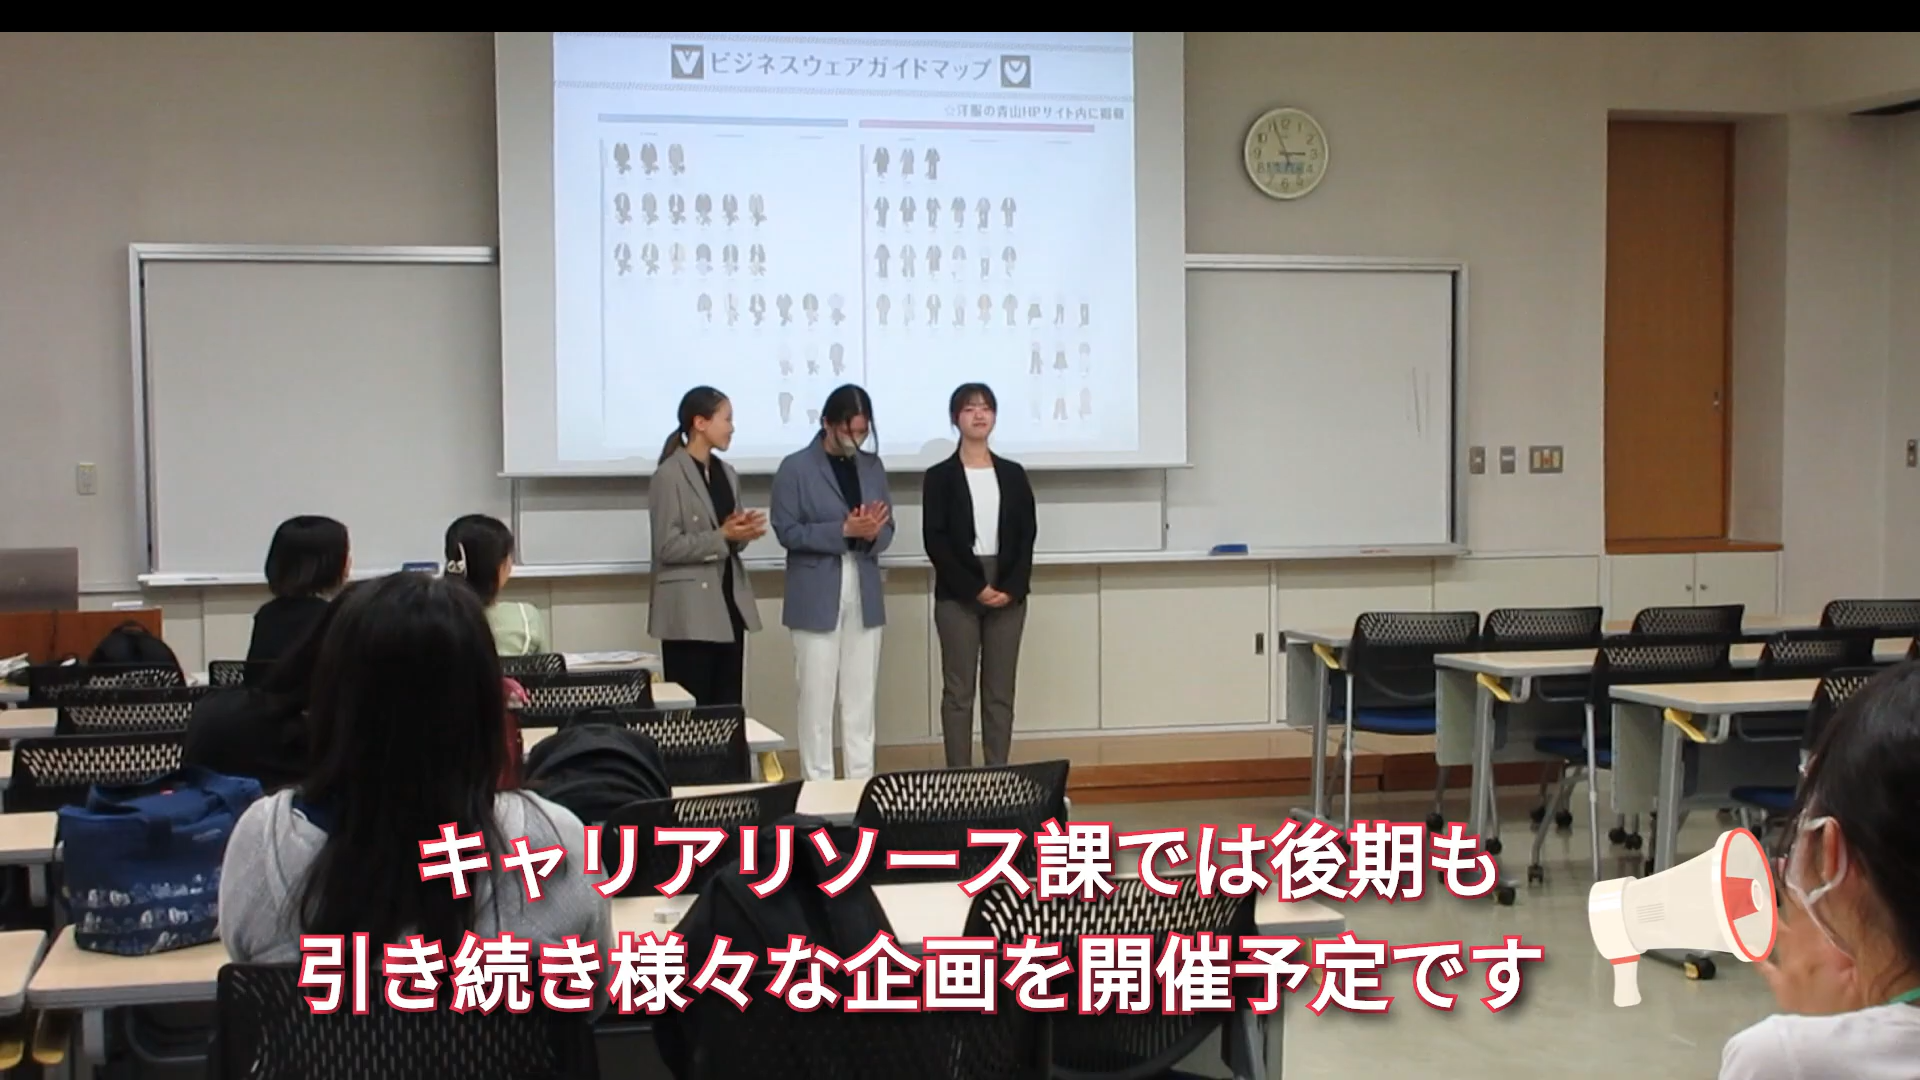 ビジネスウェアガイドマップ
☆洋服の青山HPサイト内に掲載
キャリアリソース課では後期も
引き続き様々な企画を開催予定です